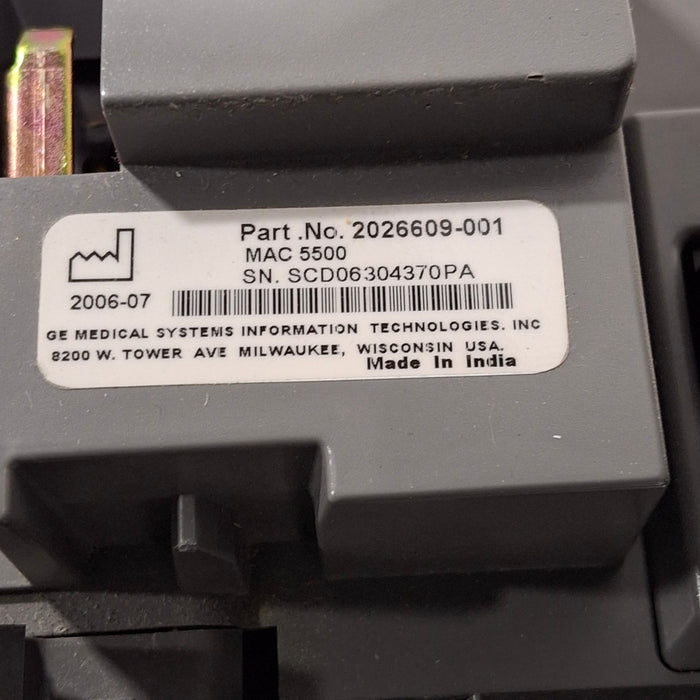 Part .No. 2026609-001
MAC 5500
SN. SCD06304370PA
2006-07
GE MEDICAL SYSTEMS INFORMATION TECHNOLOGIES. INC
8200 W. TOWER AVE MILWAUKEE, WISCONSIN USA.
Made In India